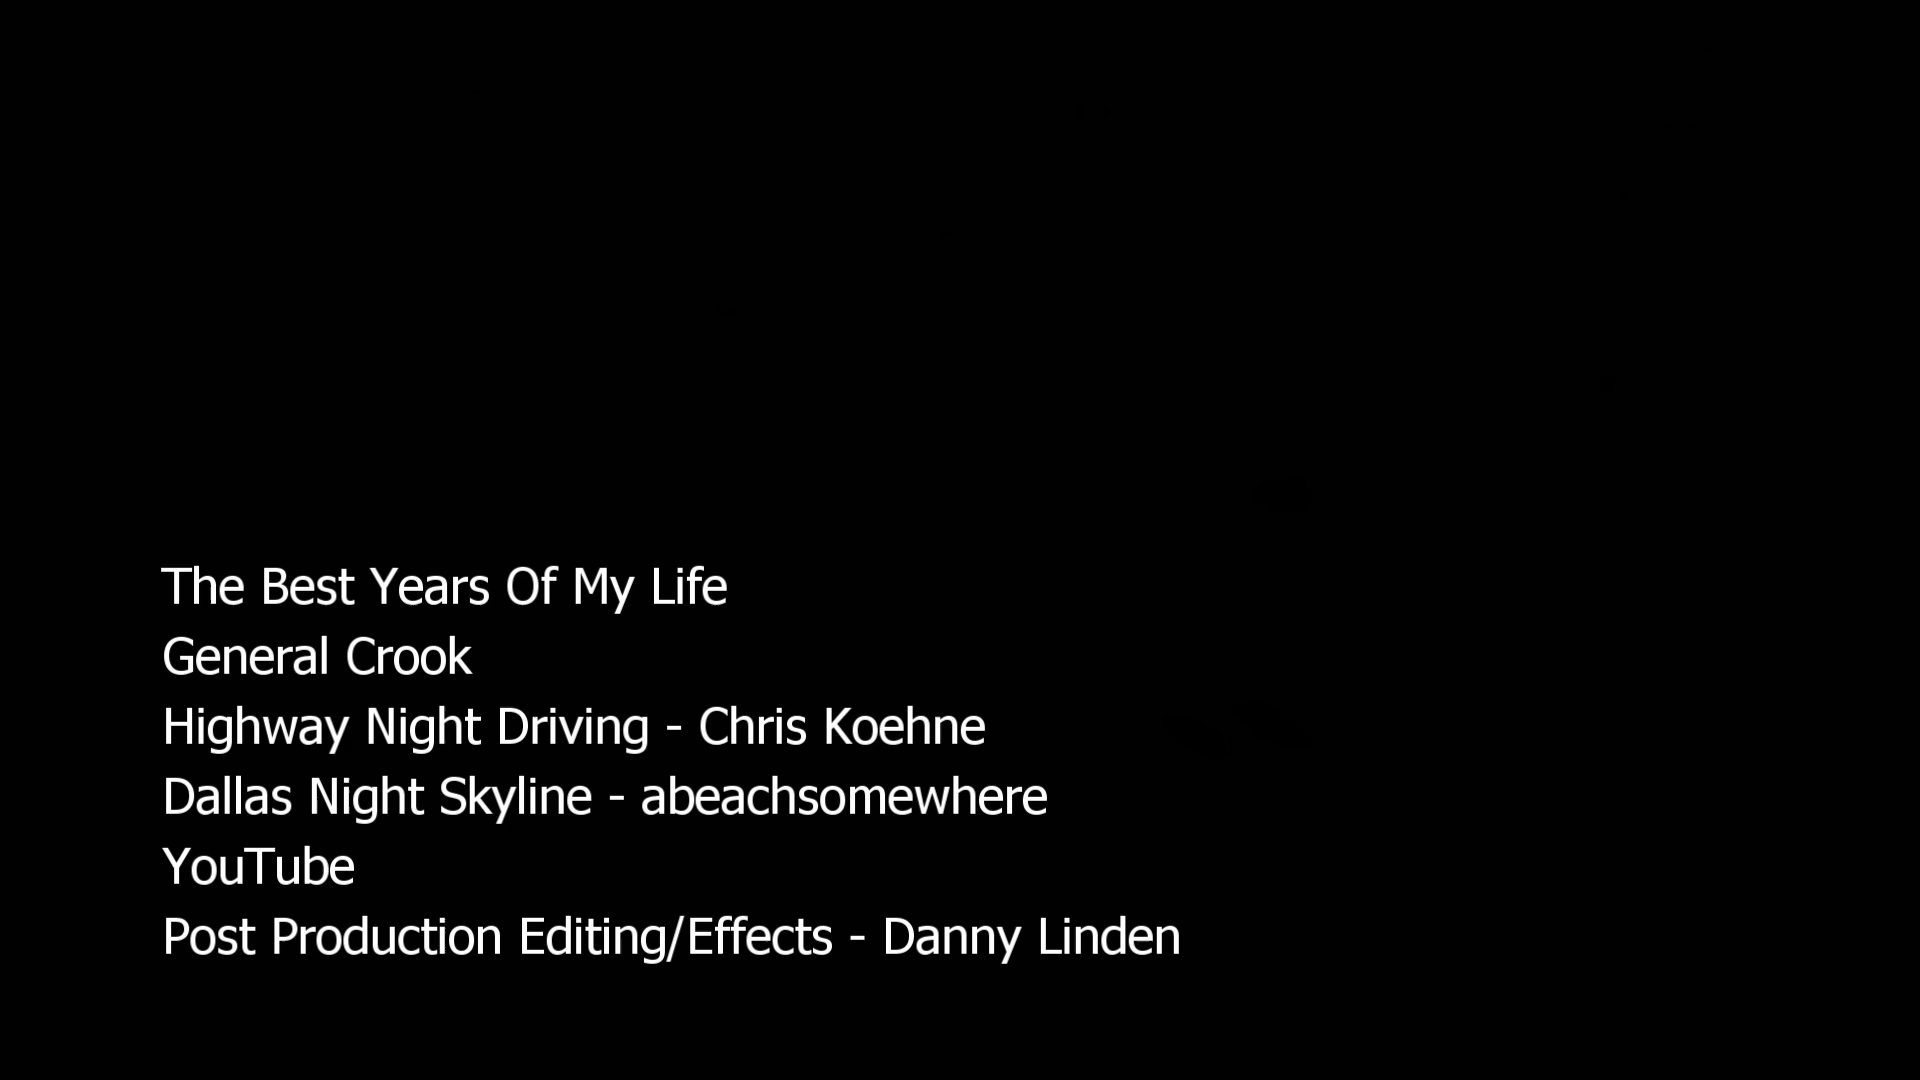 The Best Years Of My Life
General Crook
Highway Night Driving - Chris Koehne
Dallas Night Skyline - abeachsomewhere
YouTube
Post Production Editing/Effects - Danny Linden